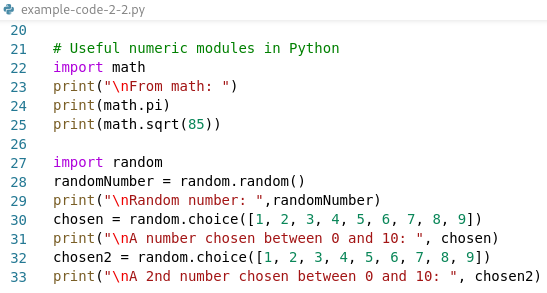 example-code-2-2.py
20
21 # Useful numeric modules in Python
22 import math
23 print("\nFrom math: ")
24 print(math.pi)
25 print(math.sqrt(85))
26
27 import random
28 randomNumber = random.random()
29 print("\nRandom number: ",randomNumber)
30 chosen = random.choice([1, 2, 3, 4, 5, 6, 7, 8, 9])
31 print("\nA number chosen between 0 and 10: ", chosen)
32 chosen2 = random.choice([1, 2, 3, 4, 5, 6, 7, 8, 9])
33 print("\nA 2nd number chosen between 0 and 10: ", chosen2)